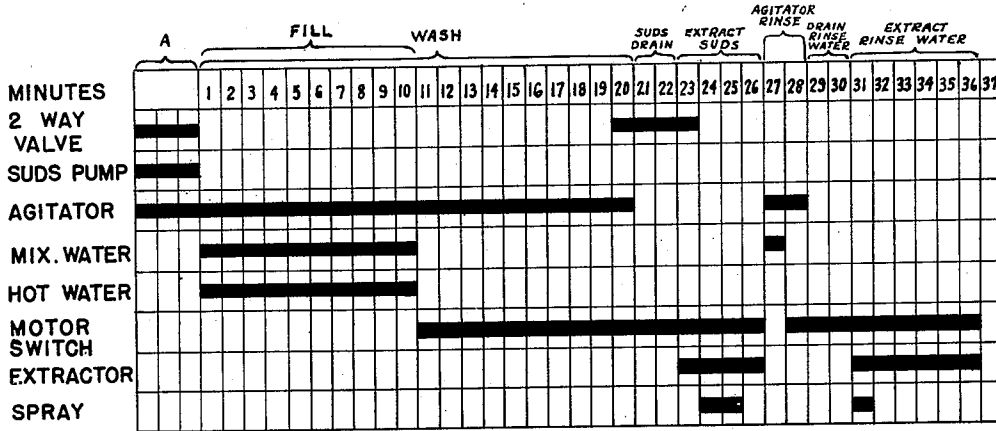 A
FILL
WASH
SUDS
DRAIN
EXTRACT
SUDS
AGITATOR
RINSE
DRAIN
RINSE
WATER
EXTRACT
RINSE WATER
MINUTES 1 2 3 4 5 6 7 8 9 10 11 12 13 14 15 16 17 18 19 20 21 22 23 24 25 26 27 28 29 30 31 32 33 34 35 36 37
2 WAY
VALVE
SUDS PUMP
AGITATOR
MIX. WATER
HOT WATER
MOTOR
SWITCH
EXTRACTOR
SPRAY